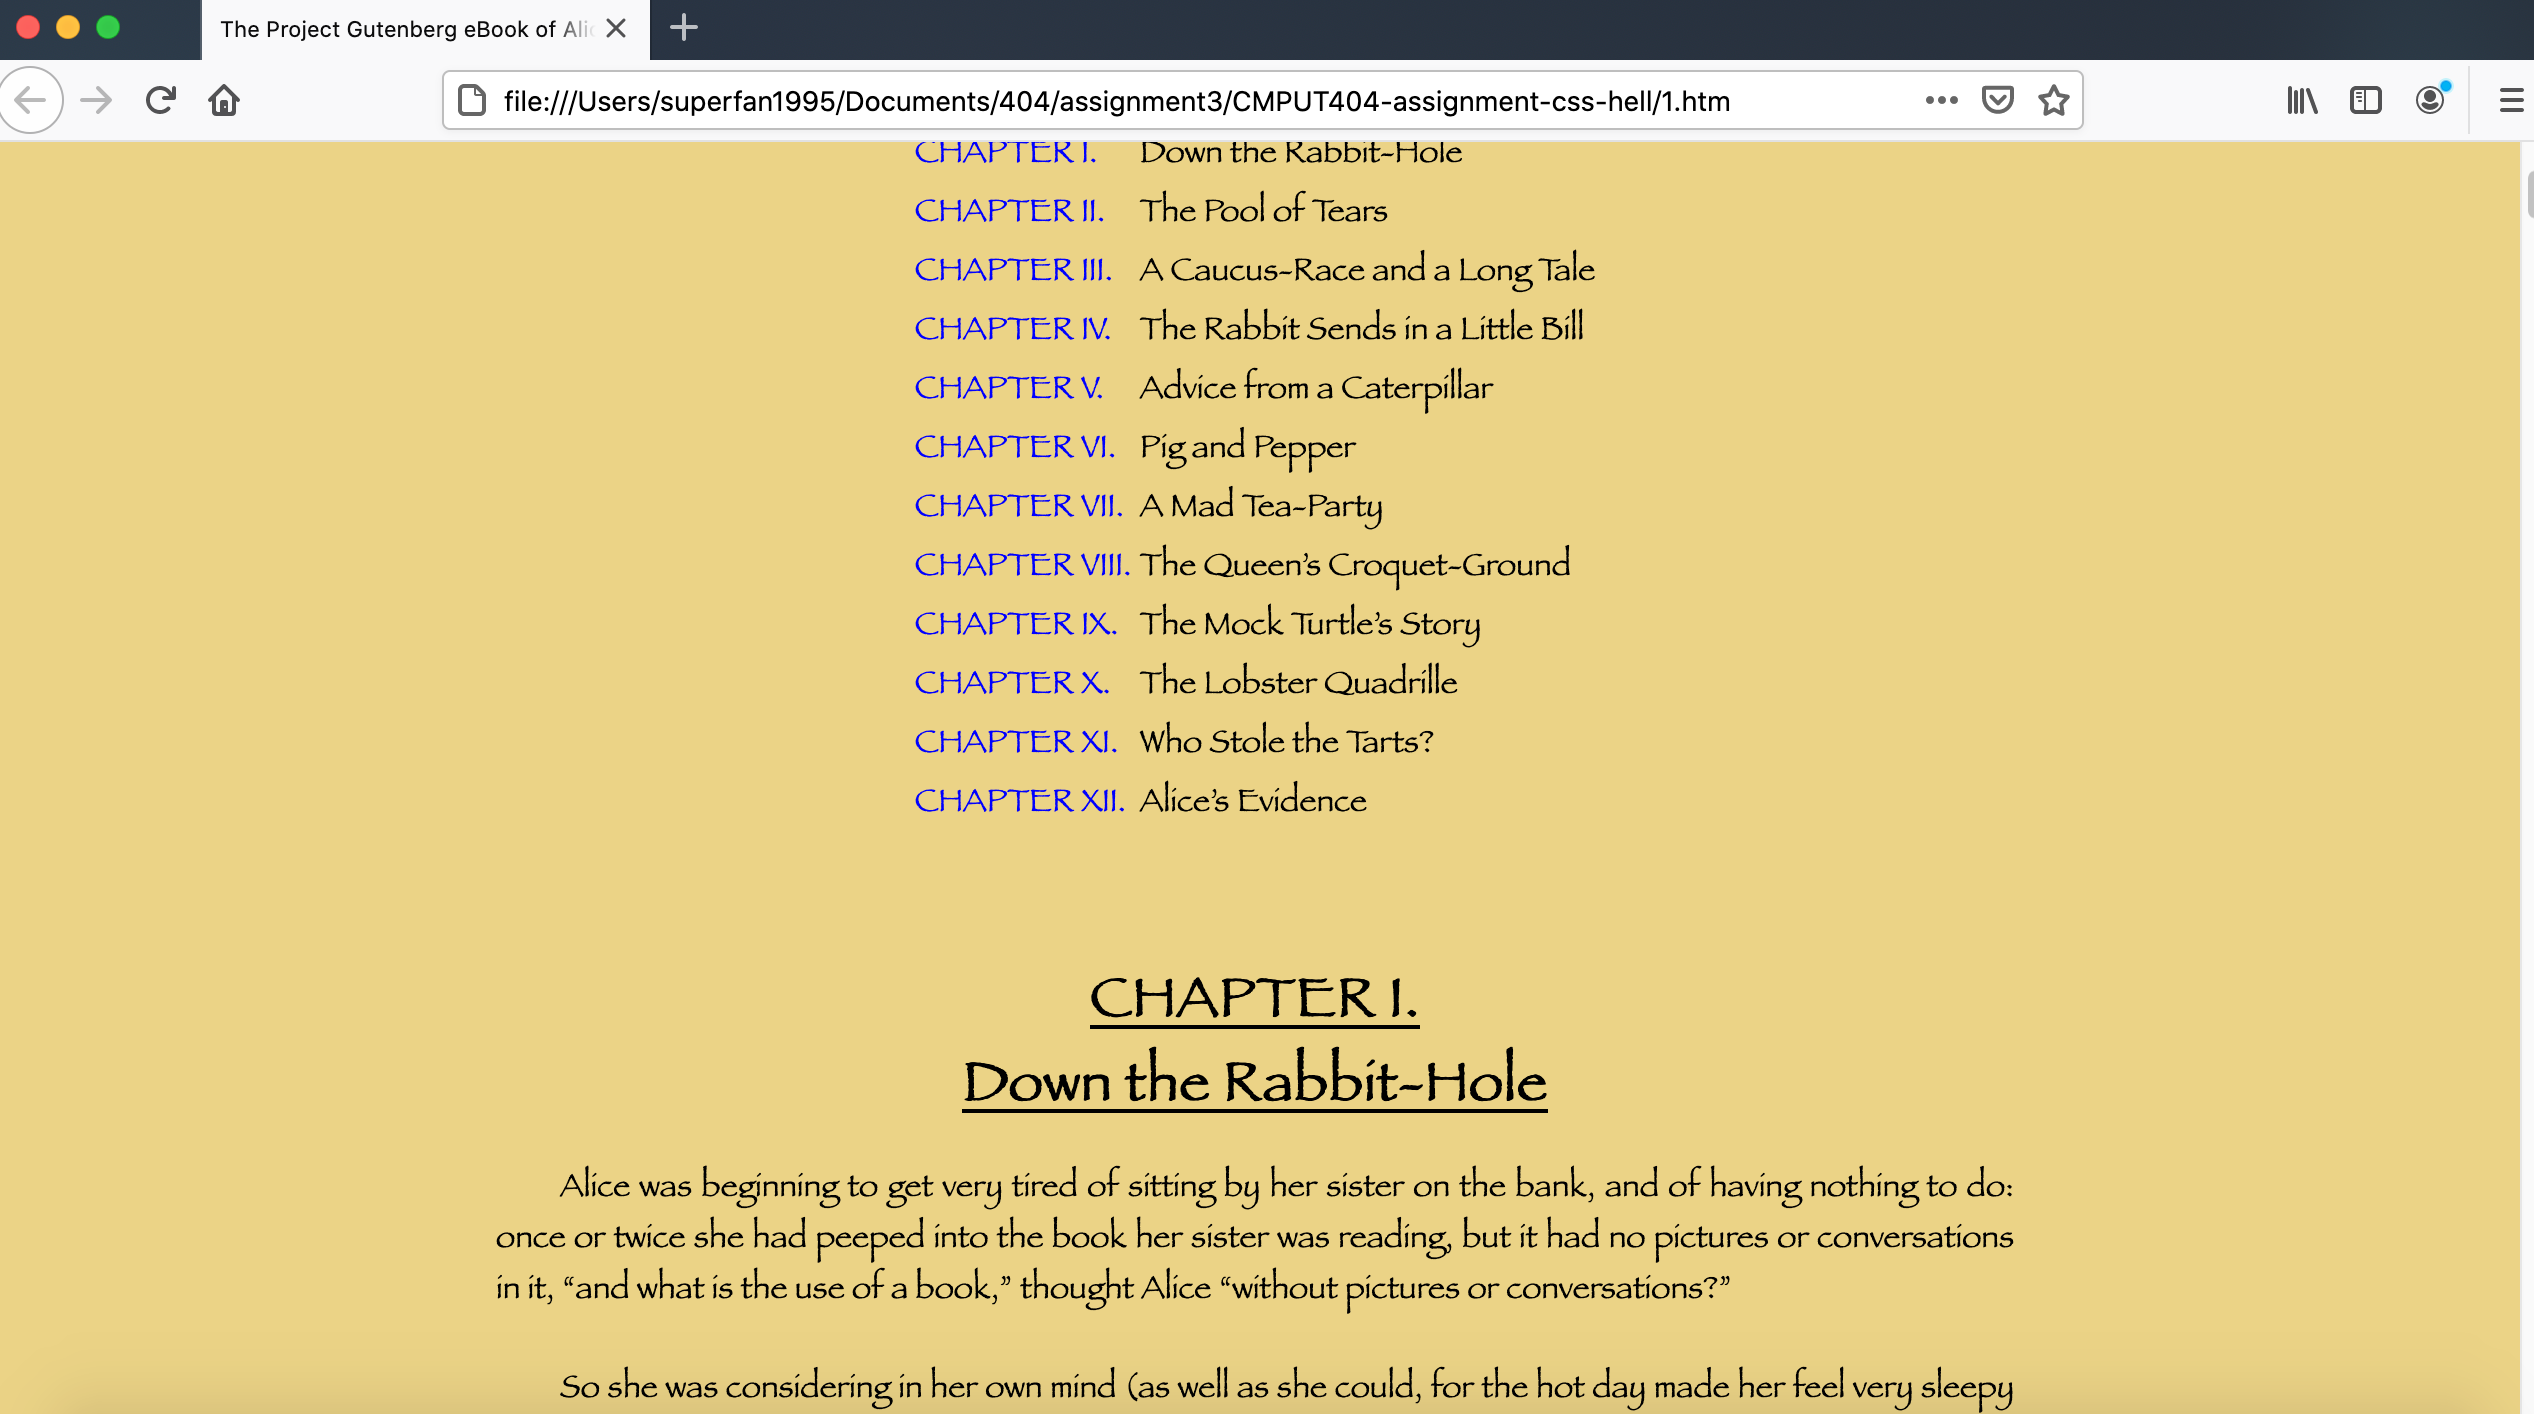 The Project Gutenberg eBook of Alic
file:///Users/superfan1995/Documents/404/assignment3/CMPUT404-assignment-css-hell/1.htm
CHAPTER I. Down the Rabbit-Hole
CHAPTER II. The Pool of Tears
CHAPTER III. A Caucus-Race and a Long Tale
CHAPTER IV. The Rabbit Sends in a Little Bill
CHAPTER V. Advice from a Caterpillar
CHAPTER VI. Pig and Pepper
CHAPTER VII. A Mad Tea-Party
CHAPTER VIII. The Queen’s Croquet-Ground
CHAPTER IX. The Mock Turtle’s Story
CHAPTER X. The Lobster Quadrille
CHAPTER XI. Who Stole the Tarts?
CHAPTER XII. Alice’s Evidence
CHAPTER I.
Down the Rabbit-Hole
Alice was beginning to get very tired of sitting by her sister on the bank, and of having nothing to do:
once or twice she had peeped into the book her sister was reading, but it had no pictures or conversations
in it, “and what is the use of a book,” thought Alice “without pictures or conversations?”
So she was considering in her own mind (as well as she could, for the hot day made her feel very sleepy